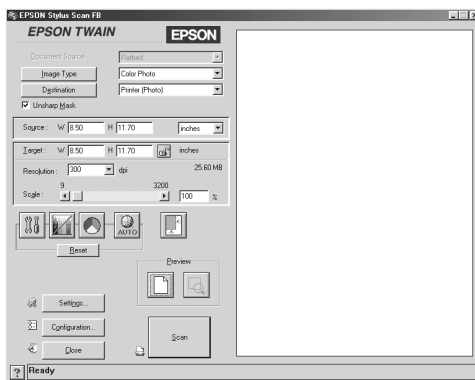 EPSON Stylus Scan FB
EPSON TWAIN EPSON
Document Source Flatbed
Image Type Color Photo
Destination Printer (Photo)
Unsharp Mask
Source: W 8.50 H 11.70 inches
Target: W 8.50 H 11.70 inches
Resolution: 300 dpi 25.60 MB
9 3200
Scale: 100 %
AUTO
Reset
Preview
Settings...
Configuration...
Close
Scan
? Ready